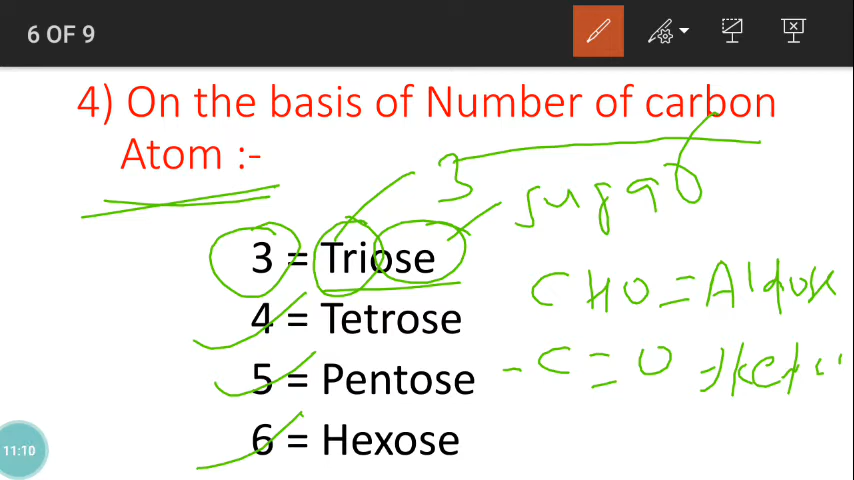 6 OF 9
4) On the basis of Number of carbon
Atom :-
3
sugar
3 = Triose
CHO = Aldose
4 = Tetrose
- C = O
5 = Pentose
6 = Hexose
11:10